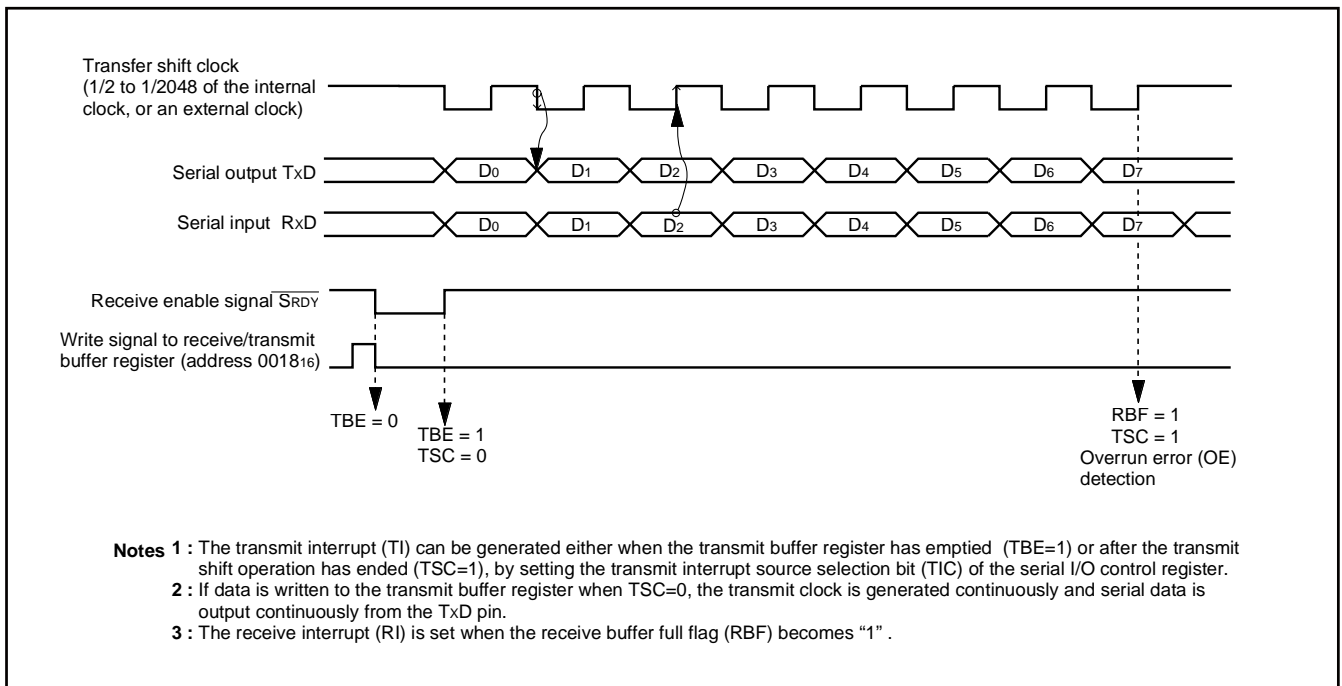 Transfer shift clock
(1/2 to 1/2048 of the internal
clock, or an external clock)
Serial output TxD
D0 D1 D2 D3 D4 D5 D6 D7
Serial input RxD
D0 D1 D2 D3 D4 D5 D6 D7
Receive enable signal SRDY
Write signal to receive/transmit
buffer register (address 001816)
TBE = 0
TBE = 1
TSC = 0
RBF = 1
TSC = 1
Overrun error (OE)
detection
Notes 1 : The transmit interrupt (TI) can be generated either when the transmit buffer register has emptied (TBE=1) or after the transmit
shift operation has ended (TSC=1), by setting the transmit interrupt source selection bit (TIC) of the serial I/O control register.
2 : If data is written to the transmit buffer register when TSC=0, the transmit clock is generated continuously and serial data is
output continuously from the TxD pin.
3 : The receive interrupt (RI) is set when the receive buffer full flag (RBF) becomes “1” .